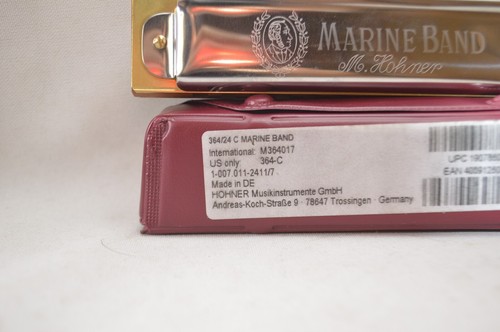 MARINE BAND
M. Hohner
364/24 C MARINE BAND
International: M364017
US only: 364-C
1-007.011-2411/7
Made in DE
HOHNER Musikinstrumente GmbH
Andreas-Koch-Straße 9 · 78647 Trossingen · Germany
UPC
EAN